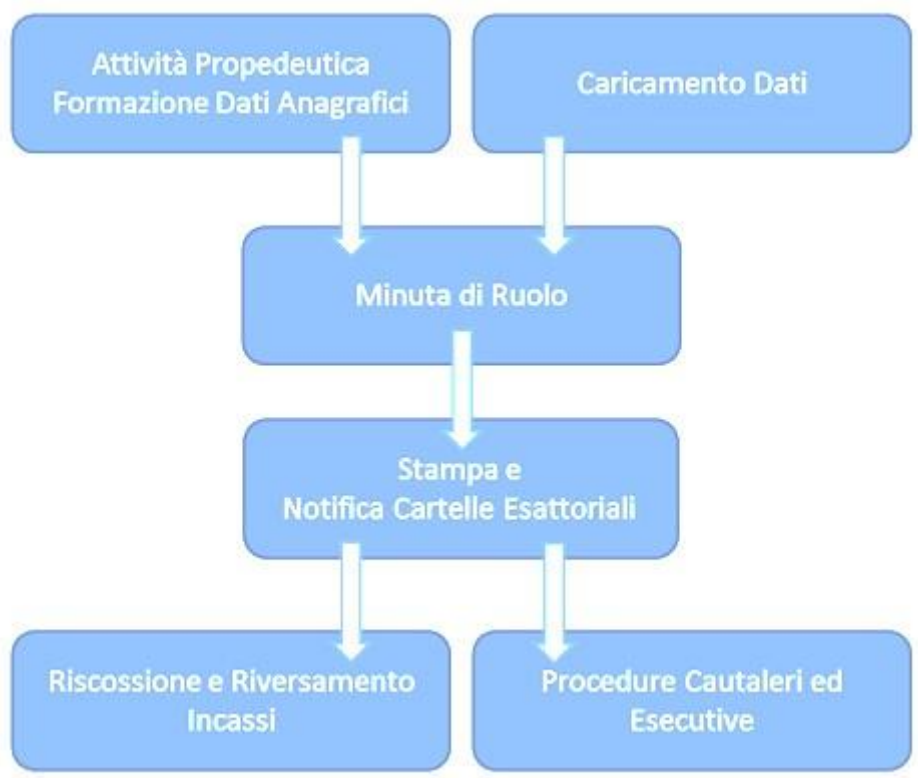 Attività Propedeutica
Formazione Dati Anagrafici
Caricamento Dati
Minuta di Ruolo
Stampa e
Notifica Cartelle Esattoriali
Riscossione e Riversamento
Incassi
Procedure Cautaleri ed
Esecutive